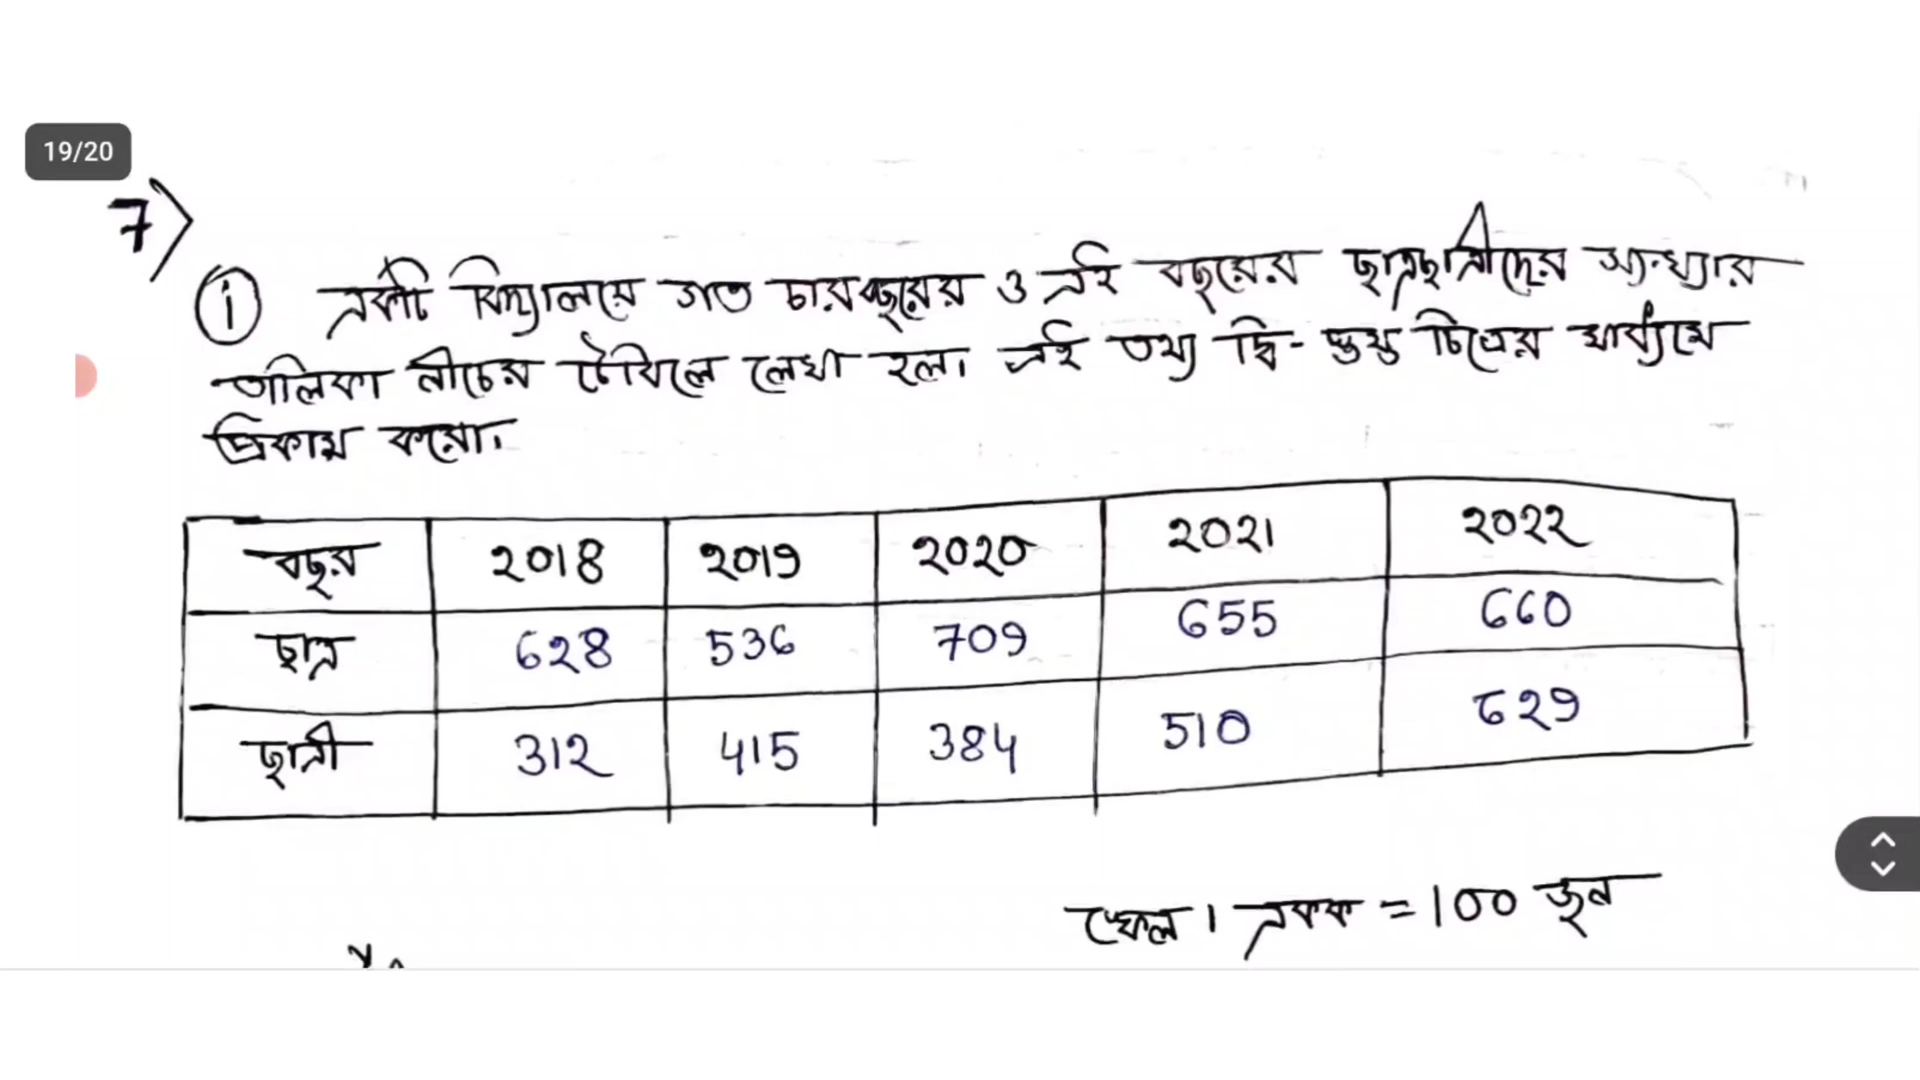 19/20
7)
① একটি বিদ্যালয়ে গত চারবছরের ও এই বছরের ছাত্রছাত্রীদের সংখ্যার
তালিকা নীচের টেবিলে লেখা হল। এই তথ্য দ্বি-স্তম্ভ চিত্রের মাধ্যমে
প্রকাশ করো।
বছর 2018 2019 2020 2021 2022
ছাত্র 628 536 709 655 660
ছাত্রী 312 415 384 510 629
স্কেল। একক = 100 জন